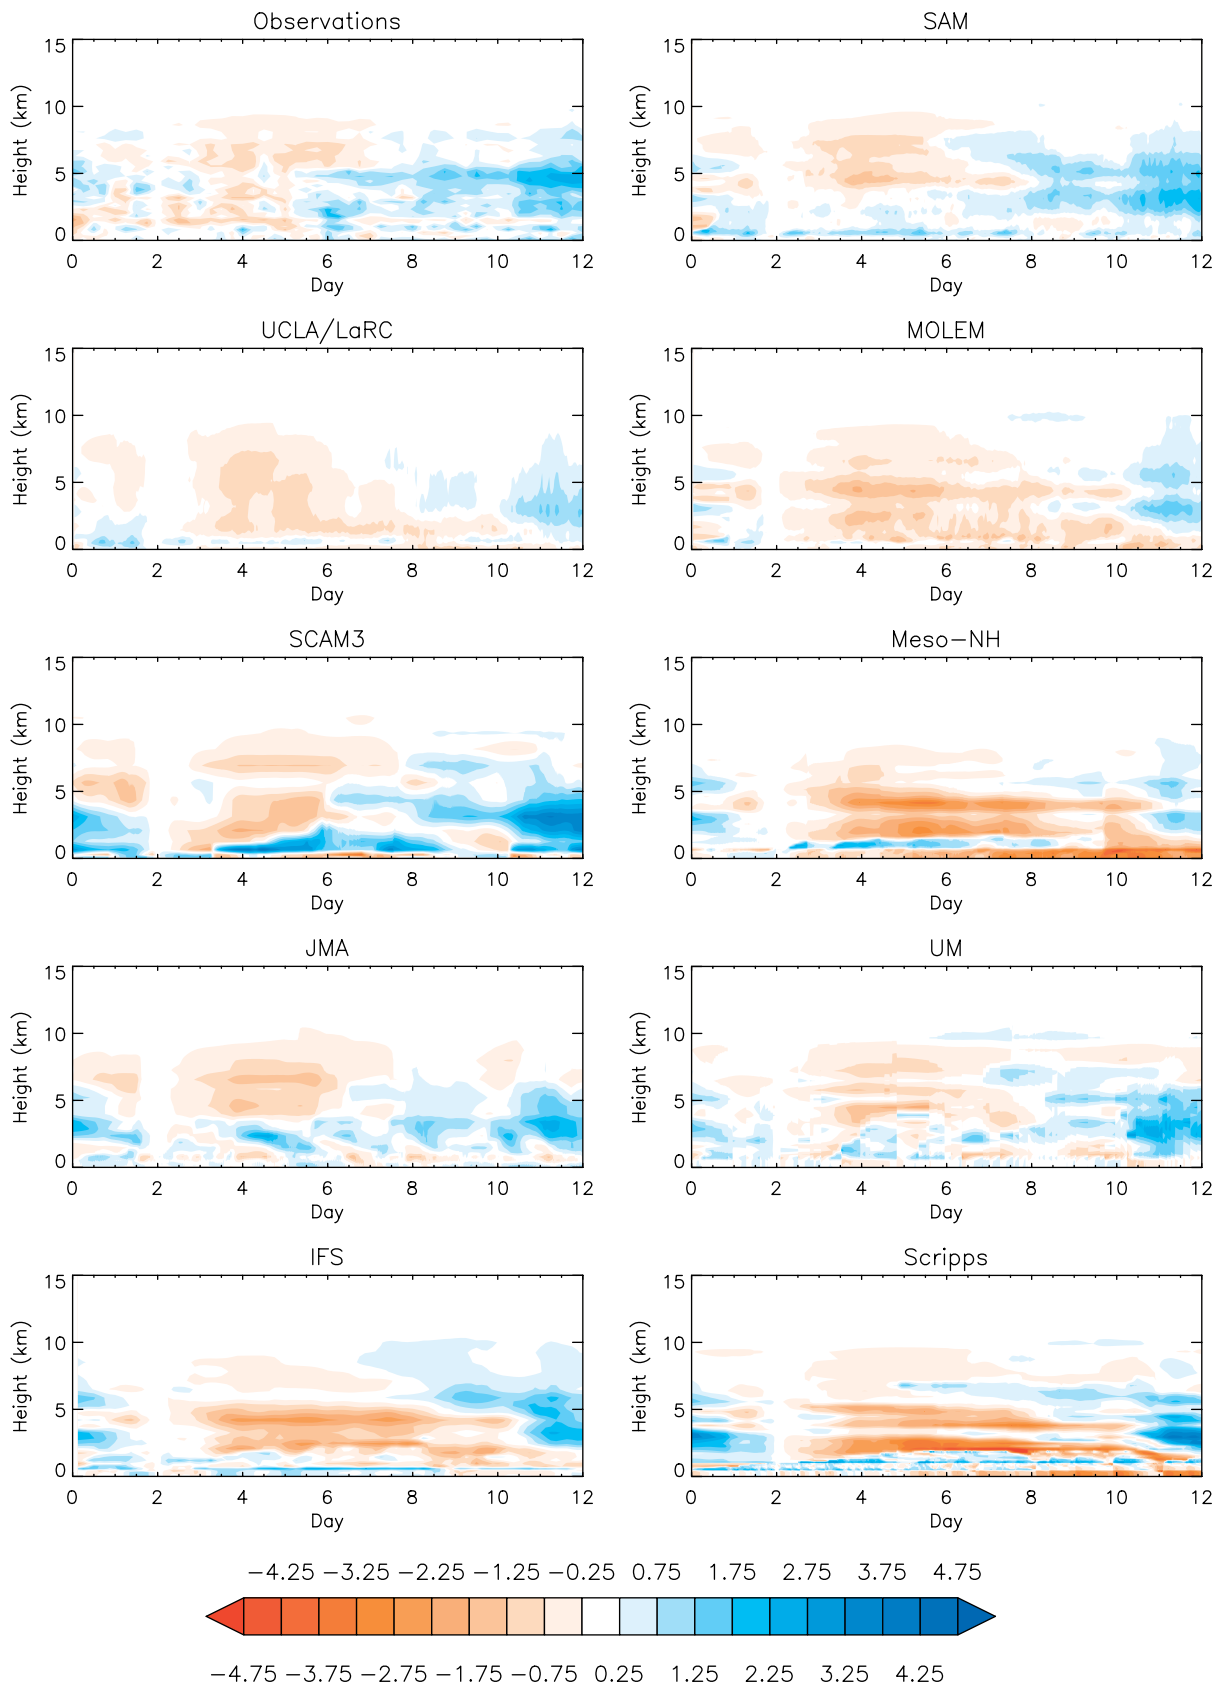 Observations
SAM
15
10
5
0
Height (km)
0 2 4 6 8 10 12
Day
15
10
5
0
Height (km)
0 2 4 6 8 10 12
Day
UCLA/LaRC
MOLEM
15
10
5
0
Height (km)
0 2 4 6 8 10 12
Day
15
10
5
0
Height (km)
0 2 4 6 8 10 12
Day
SCAM3
Meso-NH
15
10
5
0
Height (km)
0 2 4 6 8 10 12
Day
15
10
5
0
Height (km)
0 2 4 6 8 10 12
Day
JMA
UM
15
10
5
0
Height (km)
0 2 4 6 8 10 12
Day
15
10
5
0
Height (km)
0 2 4 6 8 10 12
Day
IFS
Scripps
15
10
5
0
Height (km)
0 2 4 6 8 10 12
Day
15
10
5
0
Height (km)
0 2 4 6 8 10 12
Day
-4.25 -3.25 -2.25 -1.25 -0.25 0.75 1.75 2.75 3.75 4.75
-4.75 -3.75 -2.75 -1.75 -0.75 0.25 1.25 2.25 3.25 4.25